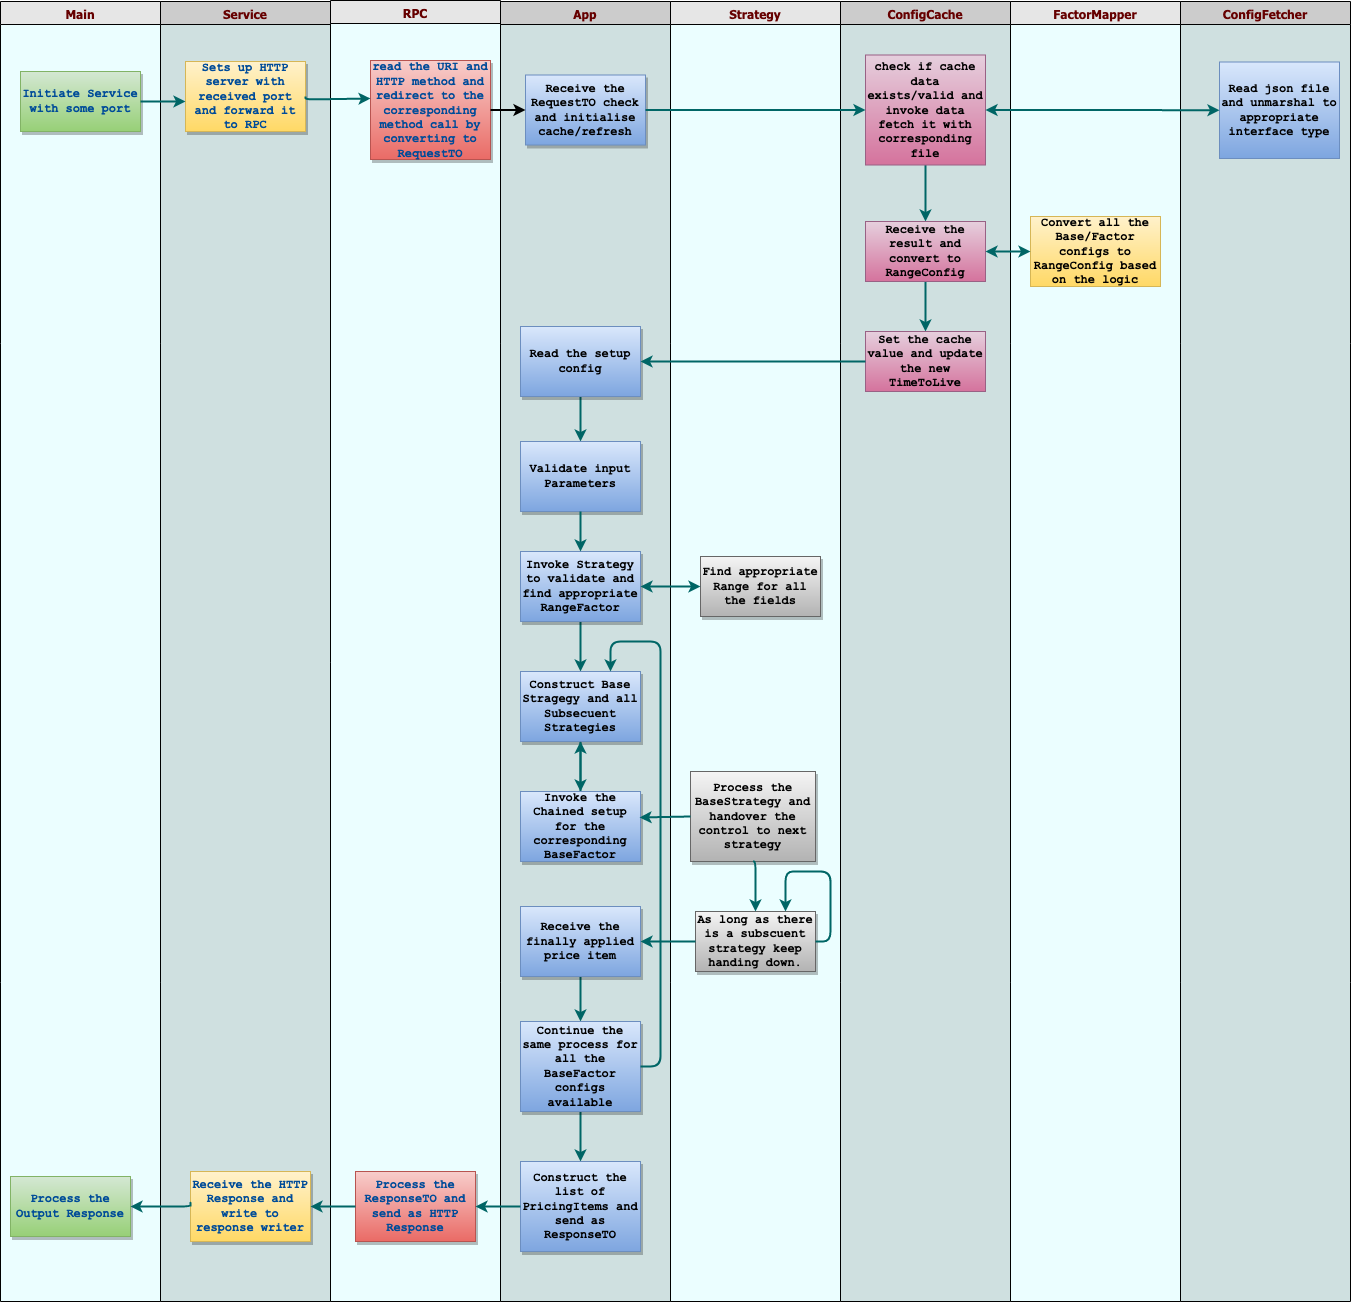 Main
Service
RPC
App
Strategy
ConfigCache
FactorMapper
ConfigFetcher
Initiate Service
with some port
Sets up HTTP
server with
received port
and forward it
to RPC
read the URI and
HTTP method and
redirect to the
corresponding
method call by
converting to
RequestTO
Receive the
RequestTO check
and initialise
cache/refresh
check if cache
data
exists/valid and
invoke data
fetch it with
corresponding
file
Read json file
and unmarshal to
appropriate
interface type
Receive the
result and
convert to
RangeConfig
Convert all the
Base/Factor
configs to
RangeConfig based
on the logic
Set the cache
value and update
the new
TimeToLive
Read the setup
config
Validate input
Parameters
Invoke Strategy
to validate and
find appropriate
RangeFactor
Find appropriate
Range for all
the fields
Construct Base
Stragegy and all
Subsecuent
Strategies
Invoke the
Chained setup
for the
corresponding
BaseFactor
Process the
BaseStrategy and
handover the
control to next
strategy
As long as there
is a subscuent
strategy keep
handing down.
Receive the
finally applied
price item
Continue the
same process for
all the
BaseFactor
configs
available
Construct the
list of
PricingItems and
send as
ResponseTO
Process the
ResponseTO and
send as HTTP
Response
Receive the HTTP
Response and
write to
response writer
Process the
Output Response